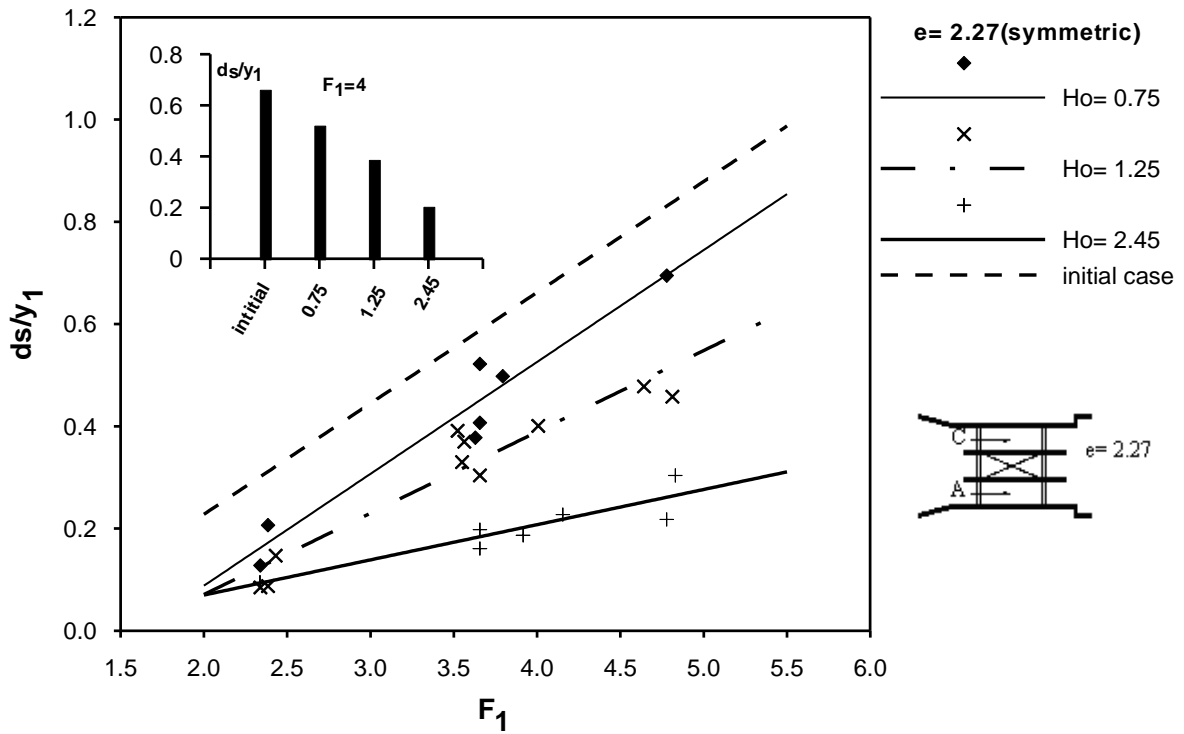 1.2
1.0
0.8
0.6
0.4
0.2
0.0
ds/y1
1.5 2.0 2.5 3.0 3.5 4.0 4.5 5.0 5.5 6.0
F1
0.8
0.6
0.4
0.2
0
ds/y1
F1=4
intitial 0.75 1.25 2.45
e= 2.27(symmetric)
Ho= 0.75
Ho= 1.25
Ho= 2.45
initial case
C
A
e= 2.27